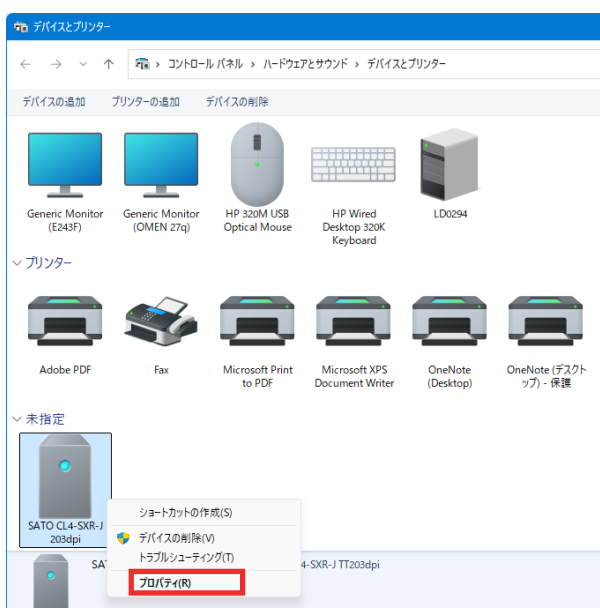 デバイスとプリンター
コントロール パネル › ハードウェアとサウンド › デバイスとプリンター
デバイスの追加 プリンターの追加 デバイスの削除
Generic Monitor
(E243F)
Generic Monitor
(OMEN 27q)
HP 320M USB
Optical Mouse
HP Wired
Desktop 320K
Keyboard
LD0294
プリンター
Adobe PDF
Fax
Microsoft Print
to PDF
Microsoft XPS
Document Writer
OneNote
(Desktop)
OneNote (デスクト
ップ) - 保護
未指定
SATO CL4-SXR-J
203dpi
ショートカットの作成(S)
デバイスの削除(V)
トラブルシューティング(T)
プロパティ(R)
SA
4-SXR-J TT203dpi